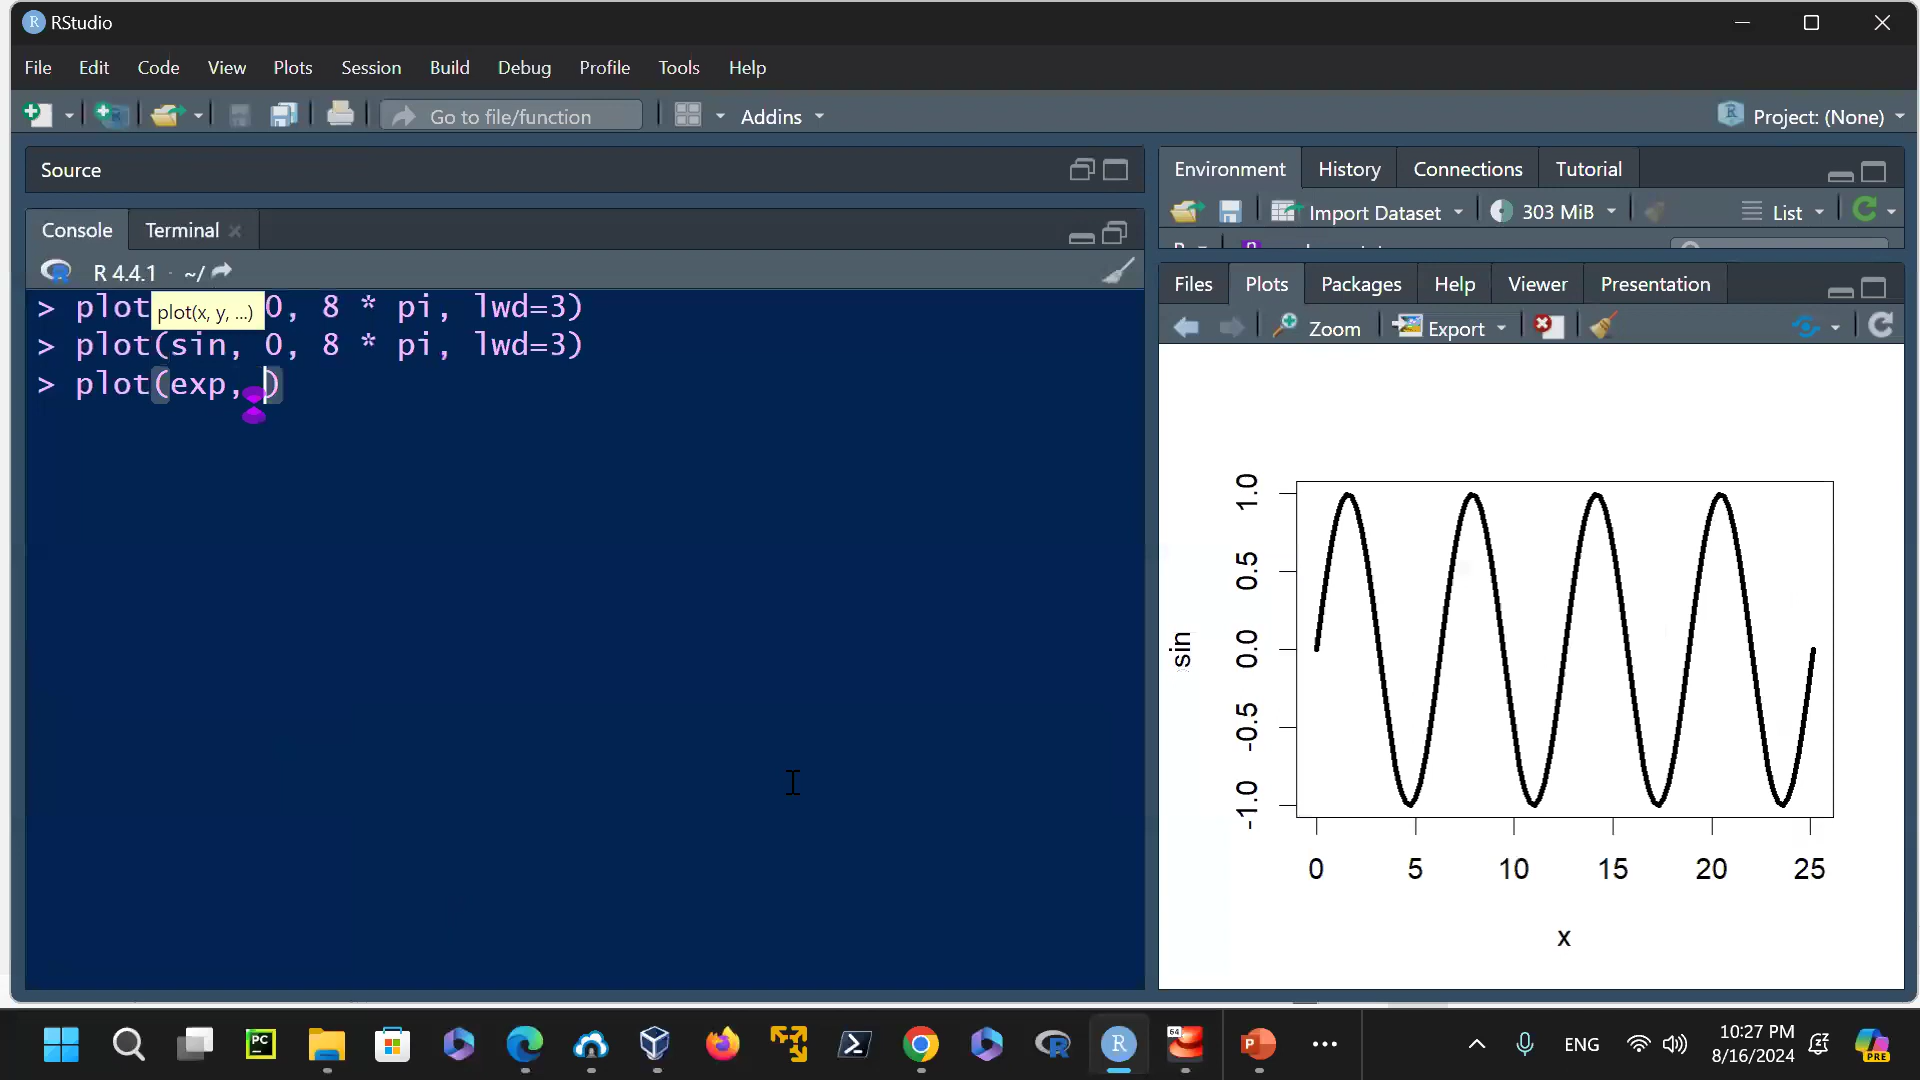 RStudio
File Edit Code View Plots Session Build Debug Profile Tools Help
Go to file/function Addins Project: (None)
Source
Console Terminal
R 4.4.1 · ~/
> plot 0, 8 * pi, lwd=3)
plot(x, y, ...)
> plot(sin, 0, 8 * pi, lwd=3)
> plot(exp, )
Environment History Connections Tutorial
Import Dataset 303 MiB List
Files Plots Packages Help Viewer Presentation
Zoom Export
1.0
0.5
0.0
-0.5
-1.0
sin
0 5 10 15 20 25
x
PC
64
ENG
10:27 PM
8/16/2024
PRE